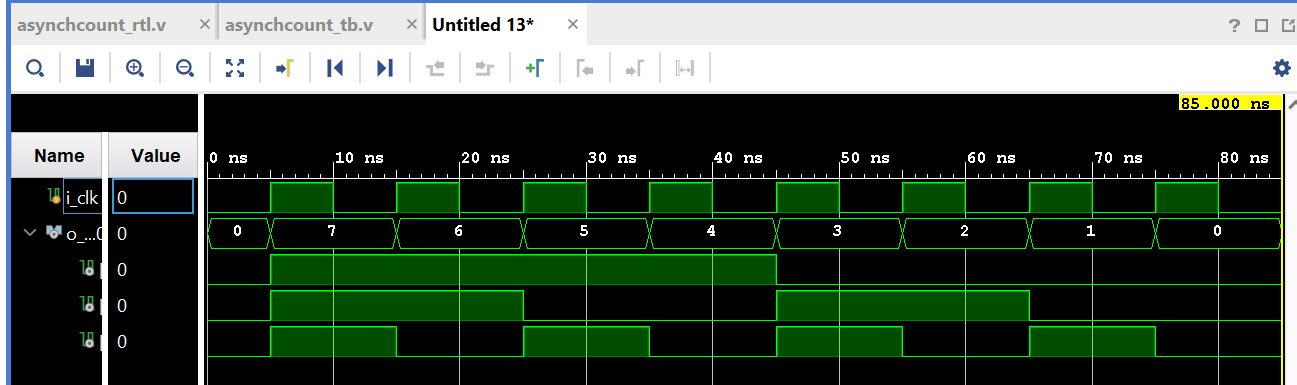 asynchcount_rtl.v × asynchcount_tb.v × Untitled 13* × ?
85.000 ns
Name Value 0 ns 10 ns 20 ns 30 ns 40 ns 50 ns 60 ns 70 ns 80 ns
i_clk 0
o_...0 0 0 7 6 5 4 3 2 1 0
[ 0
[ 0
[ 0